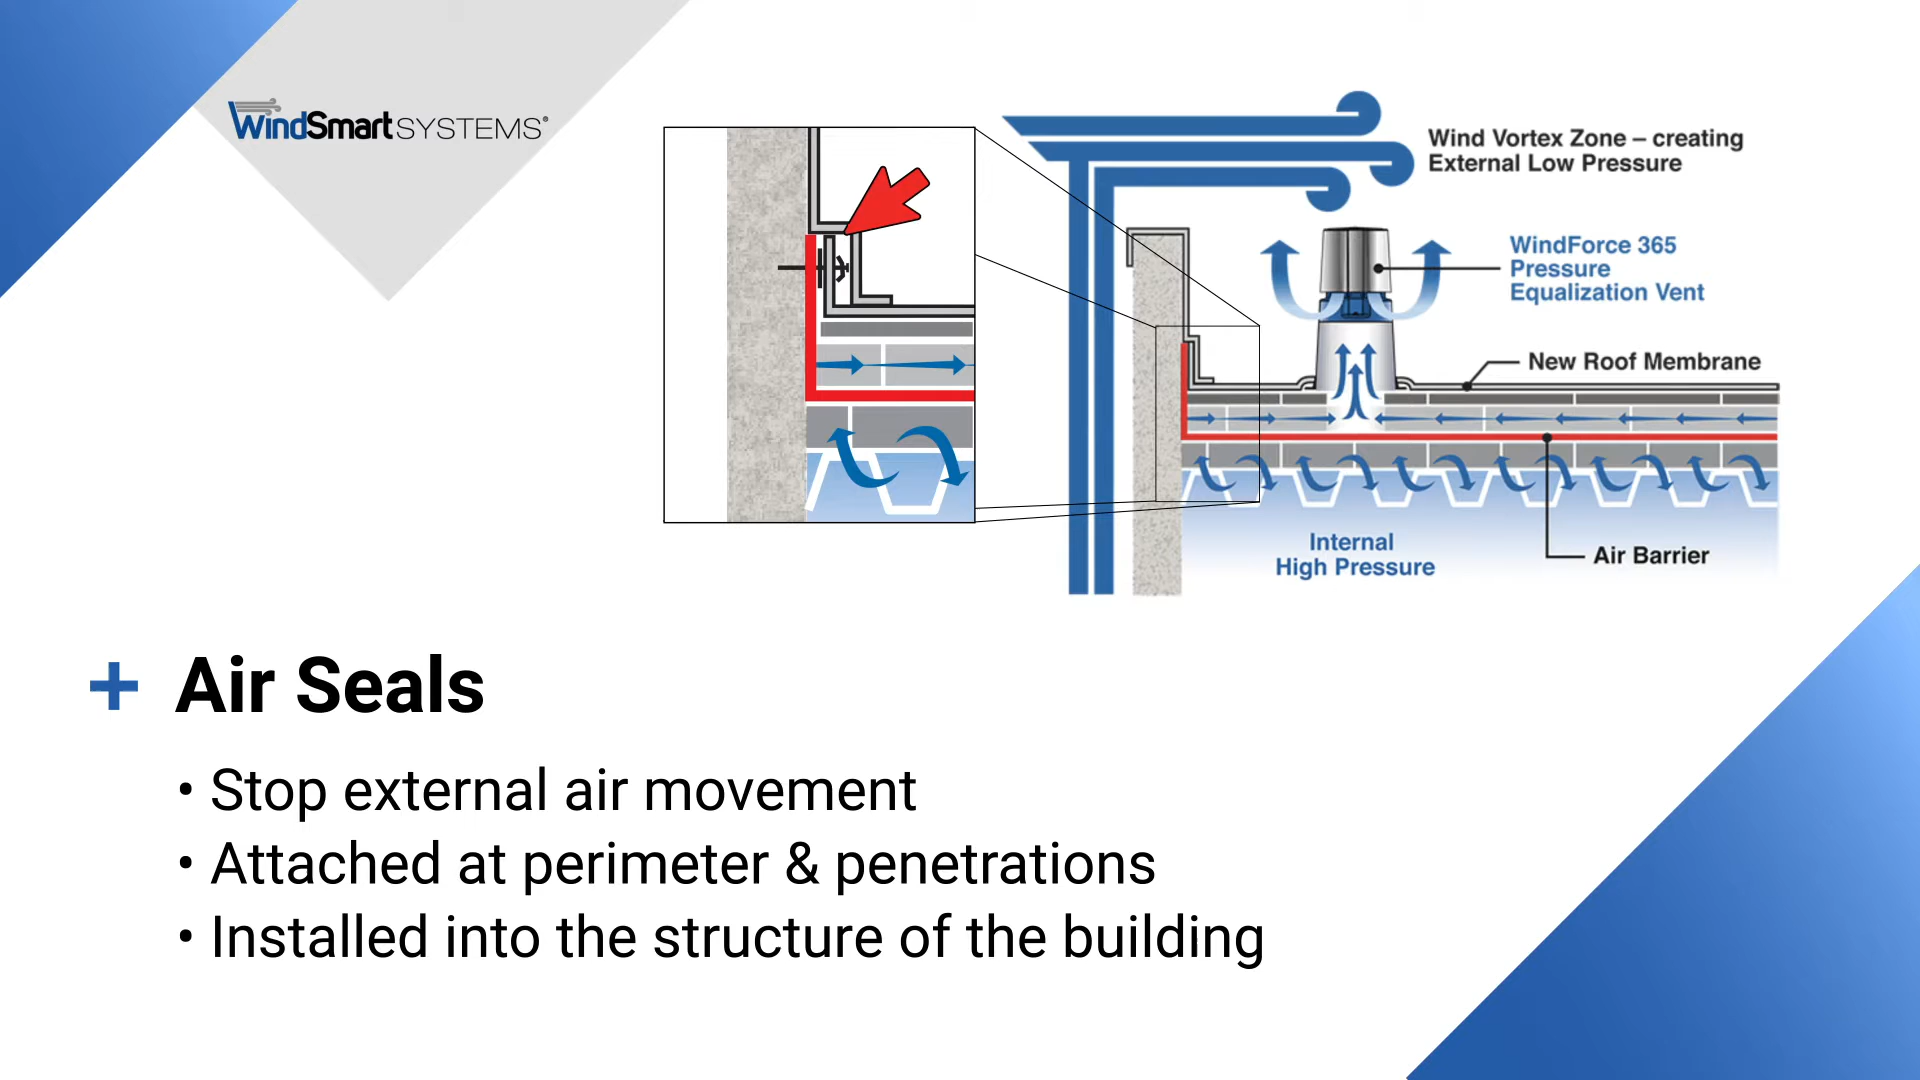 WindSmart SYSTEMS®
Wind Vortex Zone – creating
External Low Pressure
WindForce 365
Pressure
Equalization Vent
New Roof Membrane
Internal
High Pressure
Air Barrier
+ Air Seals
• Stop external air movement
• Attached at perimeter & penetrations
• Installed into the structure of the building